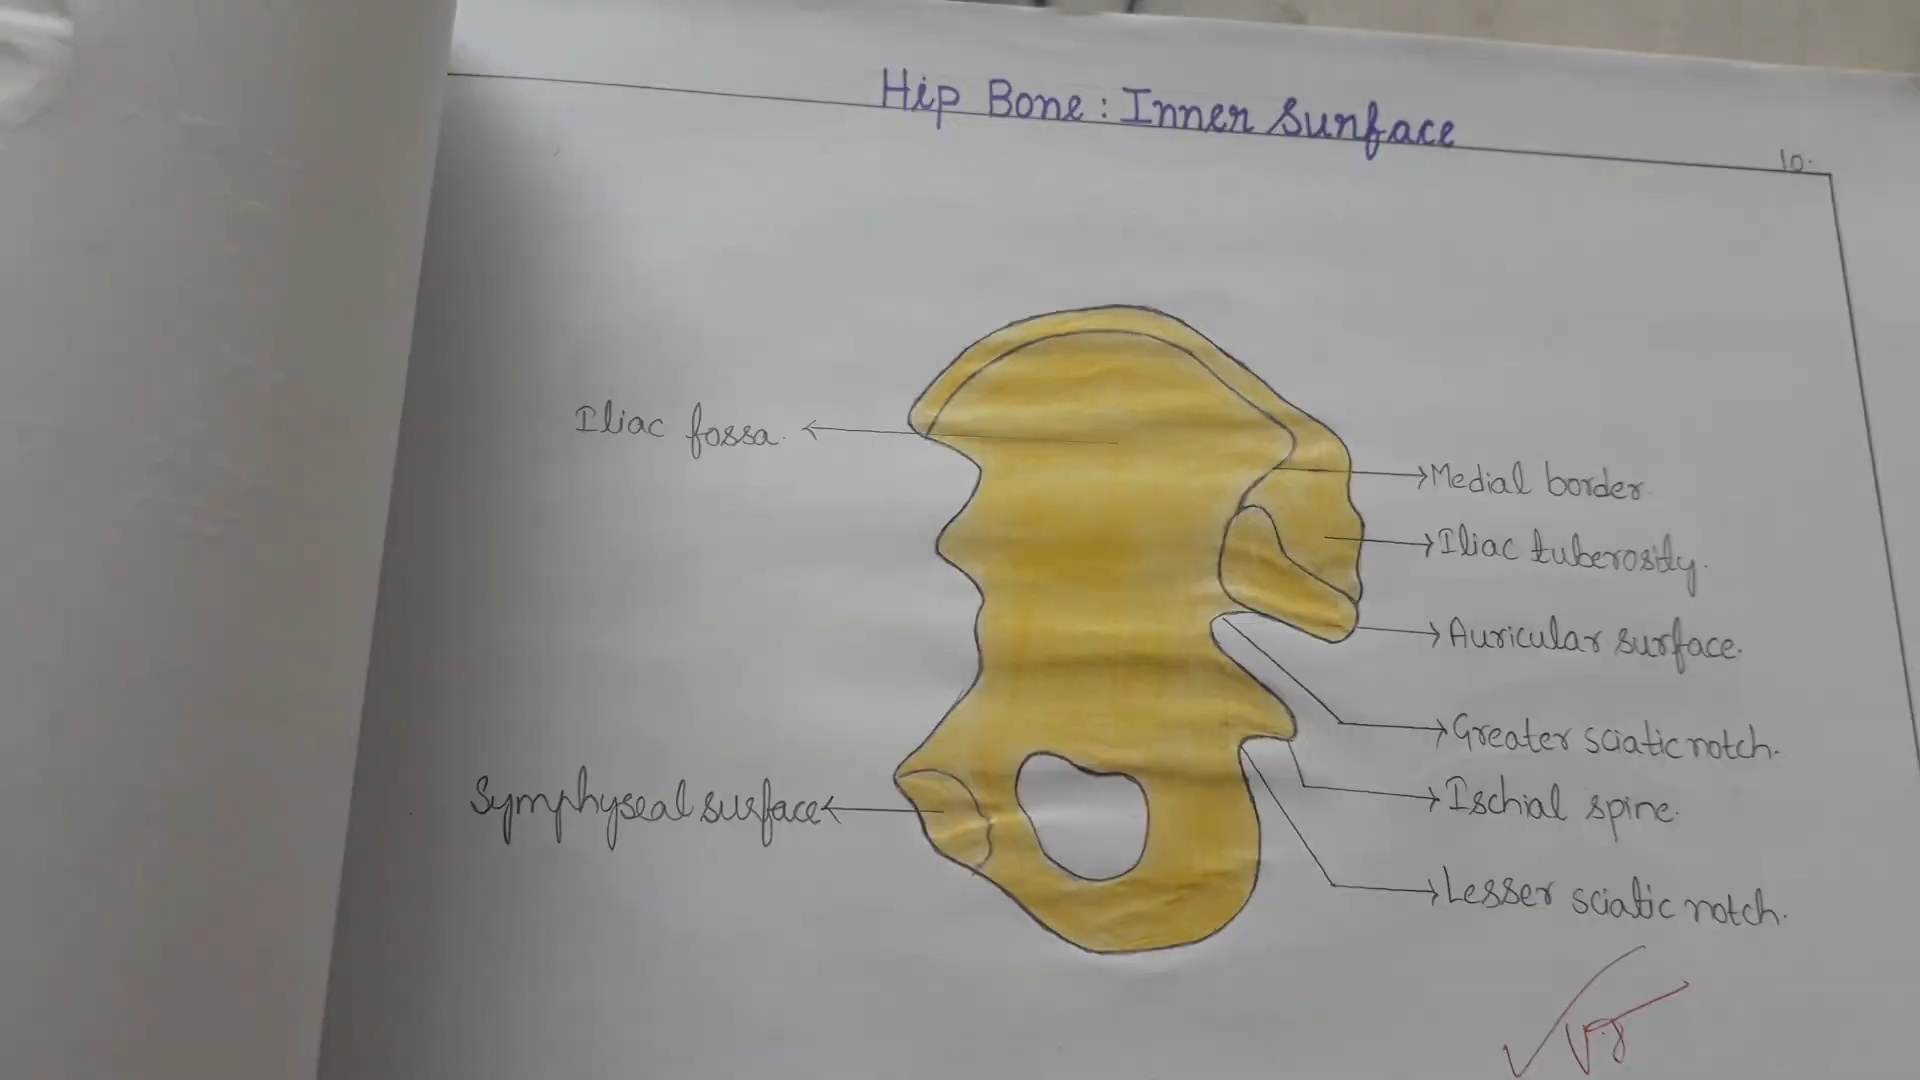 Hip Bone: Inner Surface
10.
Iliac fossa.
Medial border.
Iliac tuberosity.
Auricular surface.
Greater sciatic notch.
Symphyseal surface
Ischial spine.
Lesser sciatic notch.